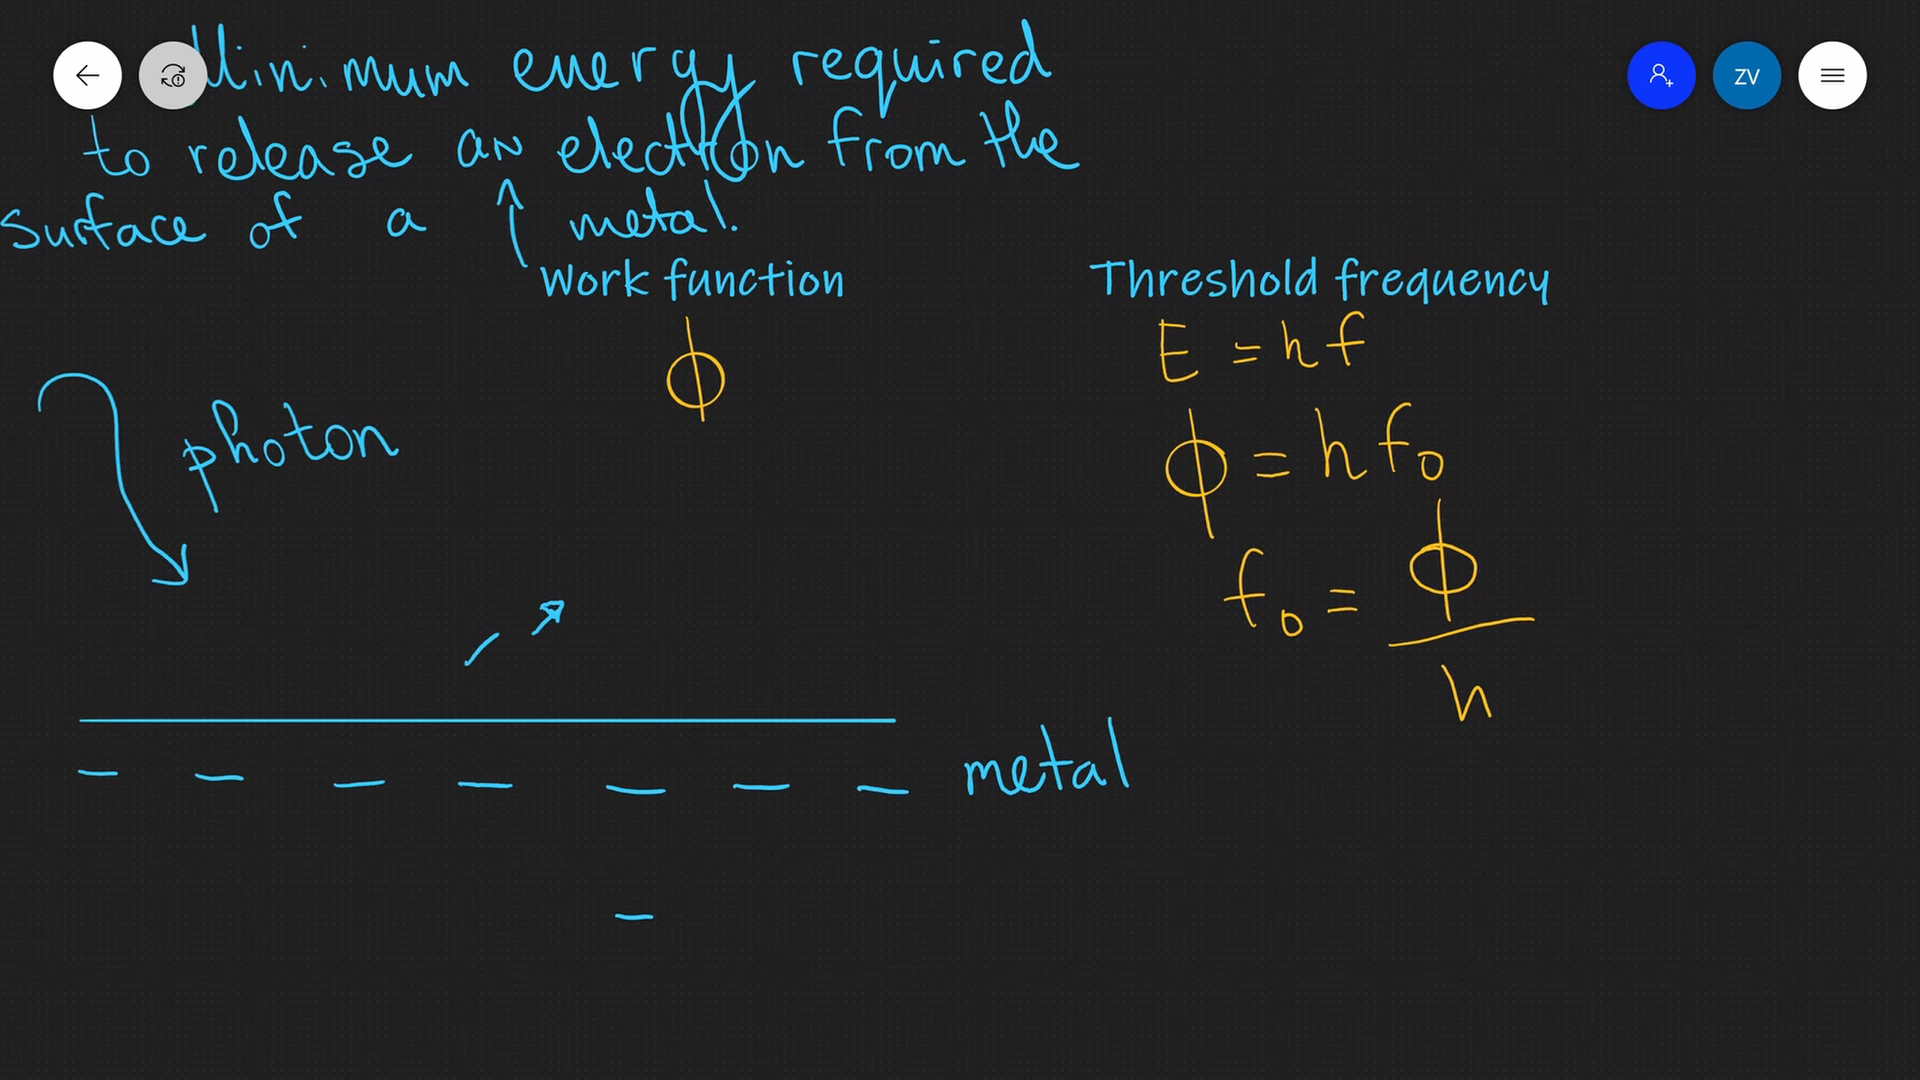 Minimum energy required
to release an electron from the
surface of a metal.
Work function
ϕ
photon
metal
Threshold frequency
E = hf
ϕ = hf₀
f₀ = ϕ/h
ZV